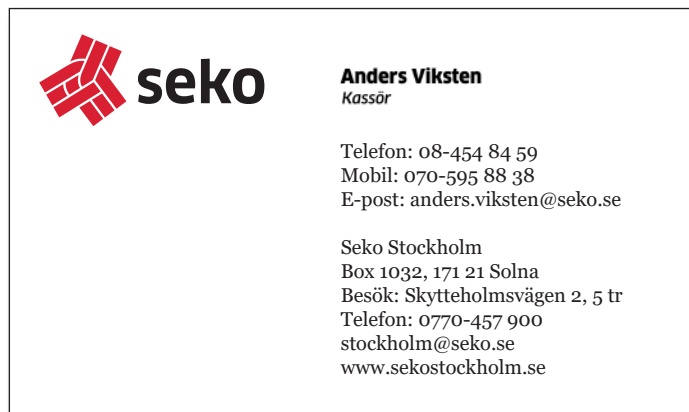 seko
Anders Viksten
Kassör
Telefon: 08-454 84 59
Mobil: 070-595 88 38
E-post: anders.viksten@seko.se
Seko Stockholm
Box 1032, 171 21 Solna
Besök: Skytteholmsvägen 2, 5 tr
Telefon: 0770-457 900
stockholm@seko.se
www.sekostockholm.se